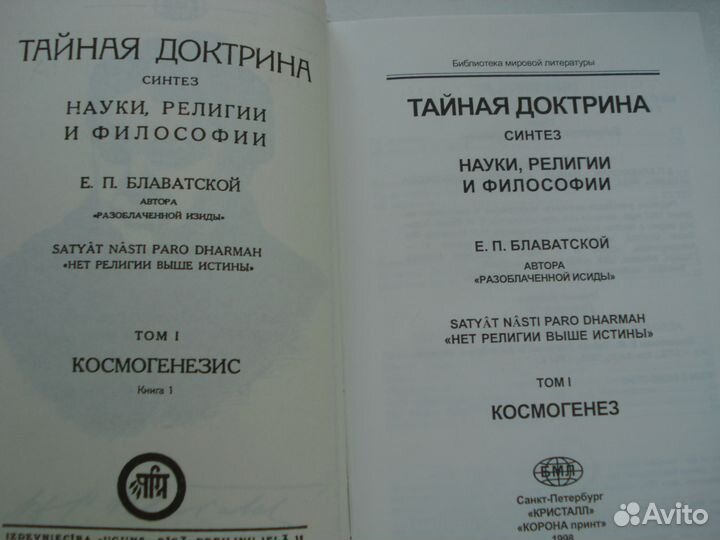 ТАЙНАЯ ДОКТРИНА
СИНТЕЗ
НАУКИ, РЕЛИГИИ
И ФИЛОСОФИИ
Е. П. БЛАВАТСКОЙ
АВТОРА
«РАЗОБЛАЧЕННОЙ ИЗИДЫ»
SATYÂT NÂSTI PARO DHARMAH
«НЕТ РЕЛИГИИ ВЫШЕ ИСТИНЫ»
ТОМ I
КОСМОГЕНЕЗИС
Книга 1
Библиотека мировой литературы
ТАЙНАЯ ДОКТРИНА
СИНТЕЗ
НАУКИ, РЕЛИГИИ
И ФИЛОСОФИИ
Е. П. БЛАВАТСКОЙ
АВТОРА
«РАЗОБЛАЧЕННОЙ ИСИДЫ»
SATYÂT NÂSTI PARO DHARMAH
"НЕТ РЕЛИГИИ ВЫШЕ ИСТИНЫ"
ТОМ I
КОСМОГЕНЕЗ
БМЛ
Санкт-Петербург
«КРИСТАЛЛ»
«КОРОНА принт»
1998
Avito